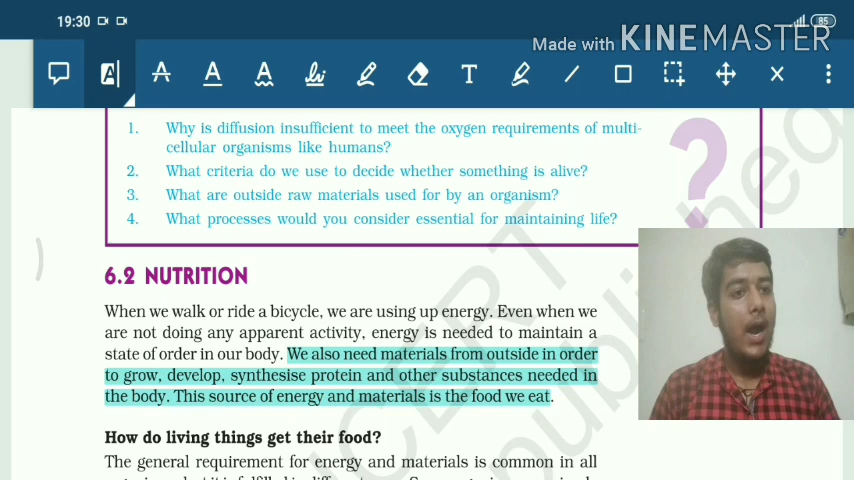 19:30
85
Made with KINEMASTER
A
A
A
A
T
1. Why is diffusion insufficient to meet the oxygen requirements of multi-
cellular organisms like humans?
2. What criteria do we use to decide whether something is alive?
3. What are outside raw materials used for by an organism?
4. What processes would you consider essential for maintaining life?
?
6.2 NUTRITION
When we walk or ride a bicycle, we are using up energy. Even when we
are not doing any apparent activity, energy is needed to maintain a
state of order in our body. We also need materials from outside in order
to grow, develop, synthesise protein and other substances needed in
the body. This source of energy and materials is the food we eat.
How do living things get their food?
The general requirement for energy and materials is common in all
NCERT
published